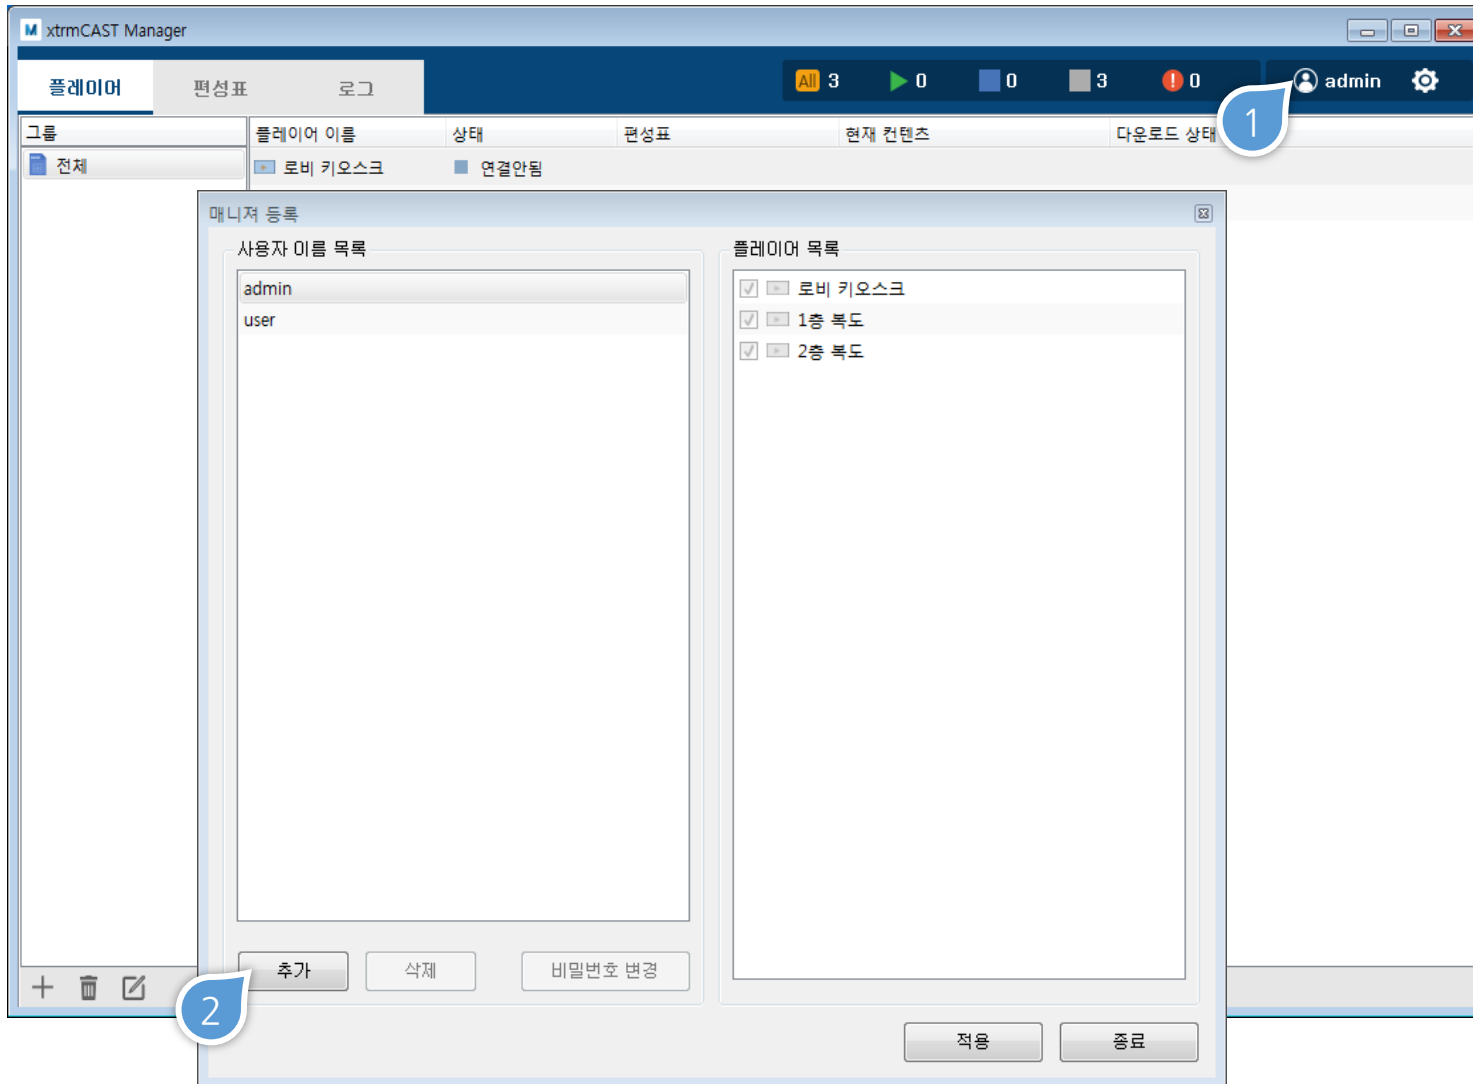 M xtrmCAST Manager
플레이어 편성표 로그 All 3 0 0 3 ! 0 admin
1
그룹 플레이어 이름 상태 편성표 현재 컨텐츠 다운로드 상태
전체 로비 키오스크 연결안됨
매니져 등록
사용자 이름 목록
admin
user
추가 삭제 비밀번호 변경
2
플레이어 목록
로비 키오스크
1층 복도
2층 복도
적용 종료